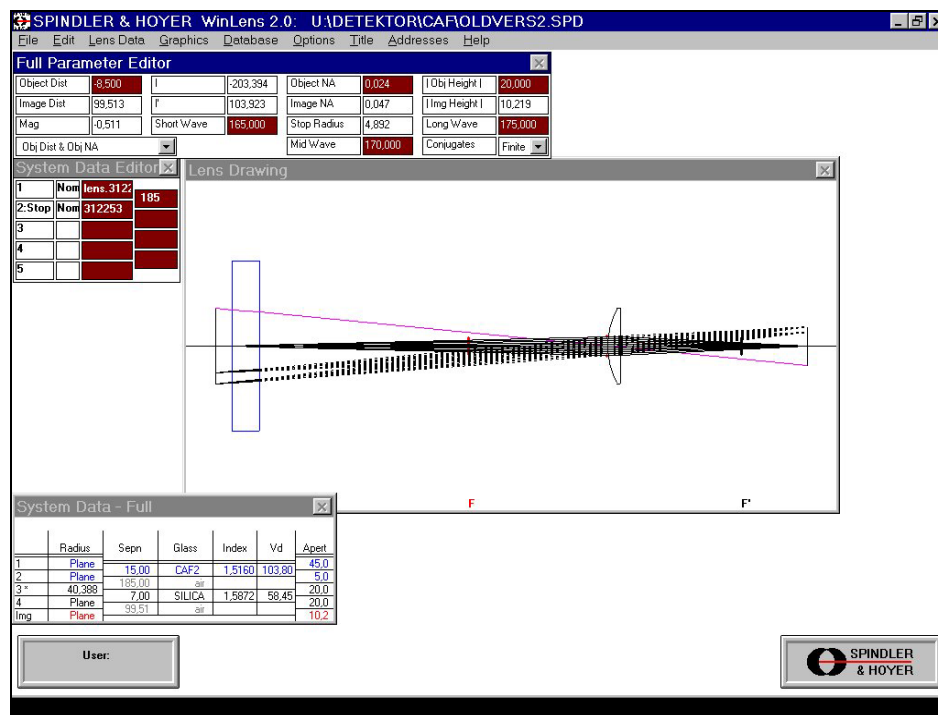 SPINDLER & HOYER WinLens 2.0: U:\DETEKTOR\CAF\OLDVERS2.SPD
File Edit Lens Data Graphics Database Options Title Addresses Help
Full Parameter Editor
Object Dist -8,500 l -203,394 Object NA 0,024 | Obj Height | 20,000
Image Dist 99,513 l' 103,923 Image NA 0,047 | Img Height | 10,219
Mag -0,511 Short Wave 165,000 Stop Radius 4,892 Long Wave 175,000
Obj Dist & Obj NA Mid Wave 170,000 Conjugates Finite
System Data Editor
1 Nom lens.3122 185
2:Stop Nom 312253
3
4
5
Lens Drawing
F F'
System Data - Full
Radius Sepn Glass Index Vd Apert
1 Plane 45,0
15,00 CAF2 1,5160 103,80
2 Plane 5,0
185,00 air
3 * 40,388 20,0
7,00 SILICA 1,5872 58,45
4 Plane 20,0
99,51 air
Img Plane 10,2
User:
SPINDLER
& HOYER